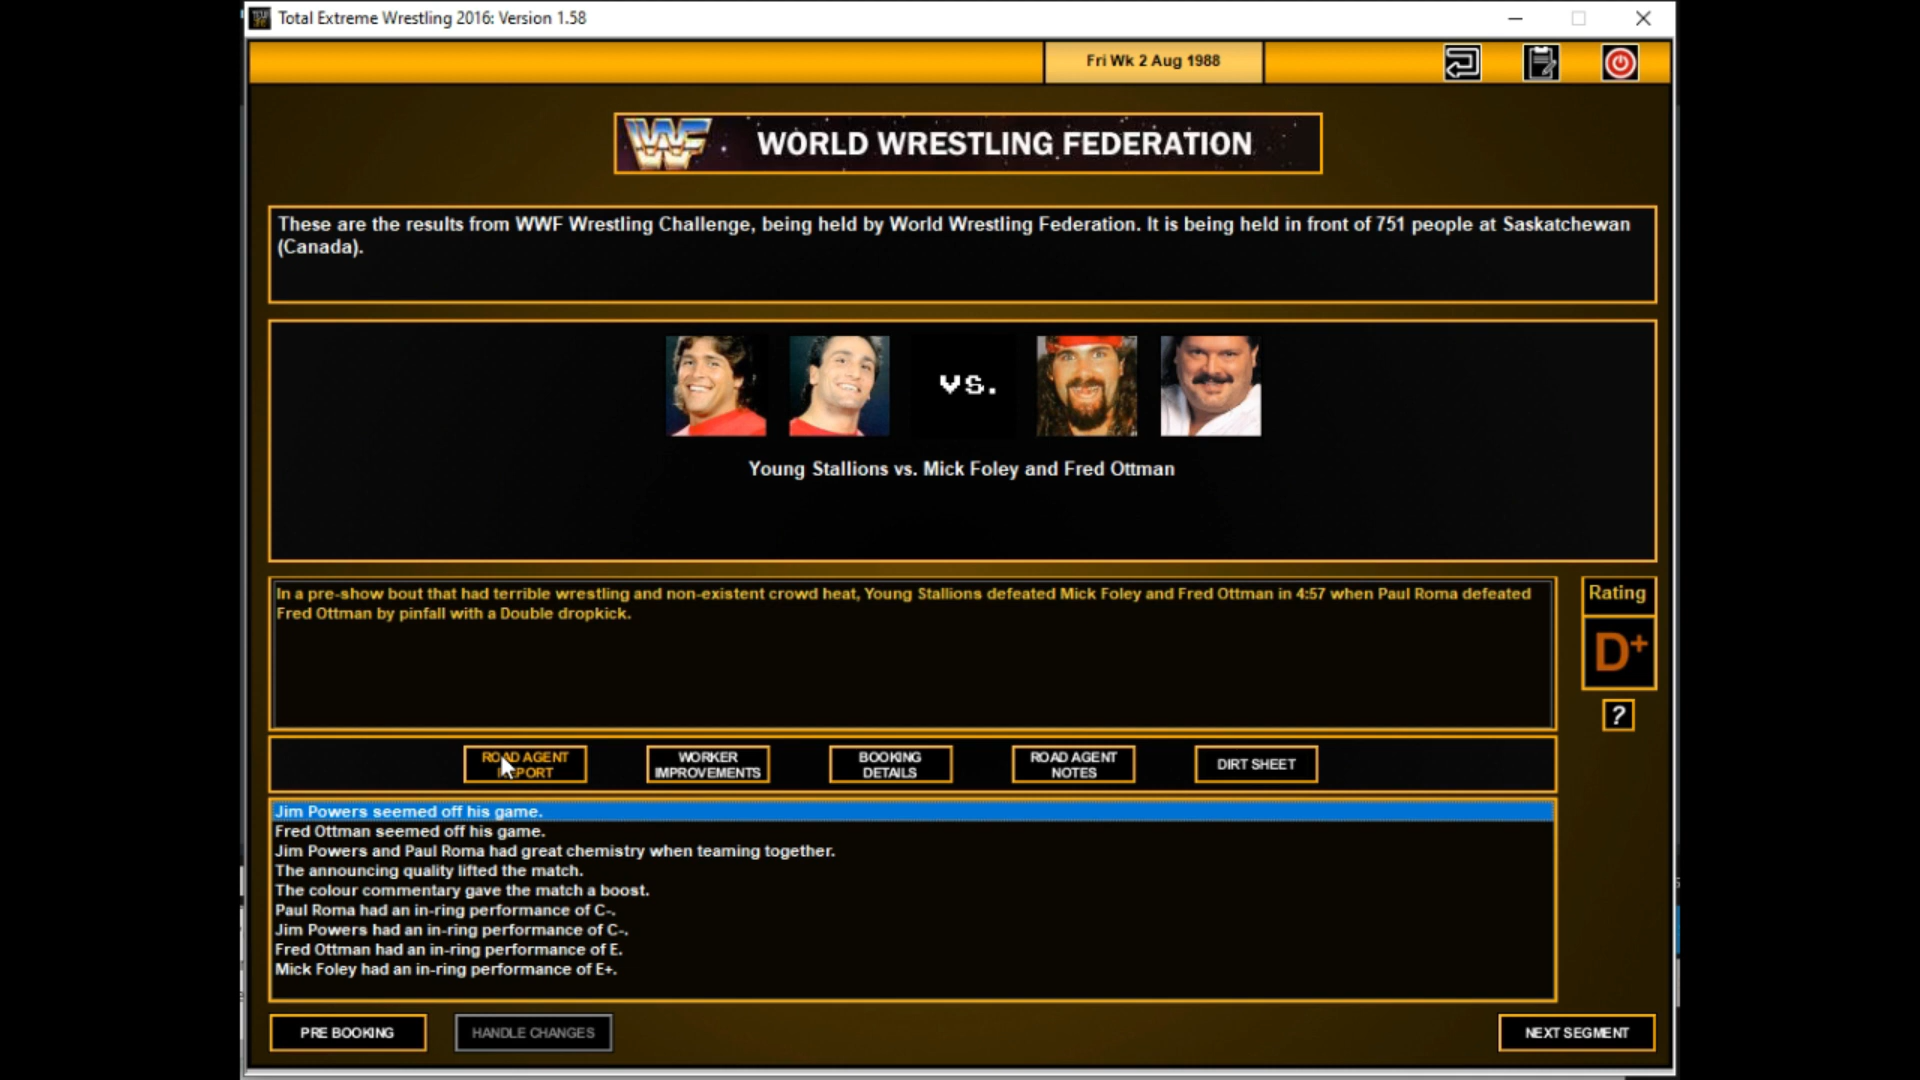 Total Extreme Wrestling 2016: Version 1.58
Fri Wk 2 Aug 1988
WF WORLD WRESTLING FEDERATION
These are the results from WWF Wrestling Challenge, being held by World Wrestling Federation. It is being held in front of 751 people at Saskatchewan
(Canada).
vs.
Young Stallions vs. Mick Foley and Fred Ottman
In a pre-show bout that had terrible wrestling and non-existent crowd heat, Young Stallions defeated Mick Foley and Fred Ottman in 4:57 when Paul Roma defeated
Fred Ottman by pinfall with a Double dropkick.
Rating
D+
?
ROAD AGENT
REPORT
WORKER
IMPROVEMENTS
BOOKING
DETAILS
ROAD AGENT
NOTES
DIRT SHEET
Jim Powers seemed off his game.
Fred Ottman seemed off his game.
Jim Powers and Paul Roma had great chemistry when teaming together.
The announcing quality lifted the match.
The colour commentary gave the match a boost.
Paul Roma had an in-ring performance of C-.
Jim Powers had an in-ring performance of C-.
Fred Ottman had an in-ring performance of E.
Mick Foley had an in-ring performance of E+.
PRE BOOKING
HANDLE CHANGES
NEXT SEGMENT